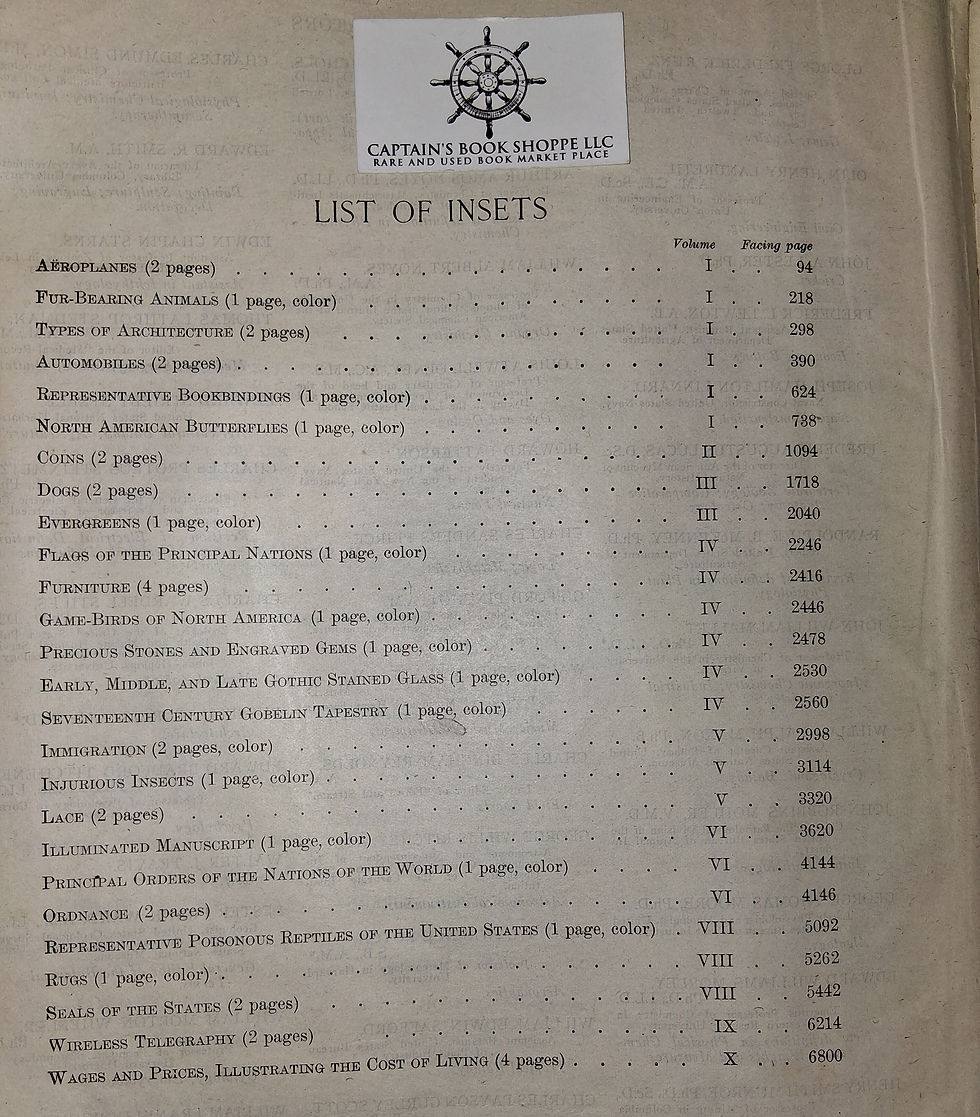 CAPTAIN'S BOOK SHOPPE LLC
RARE AND USED BOOK MARKET PLACE
LIST OF INSETS
Volume Facing page
Aëroplanes (2 pages) . . . . . . . . . . . . . . . . I . . 94
Fur-Bearing Animals (1 page, color) . . . . . . . . . . . I . . 218
Types of Architecture (2 pages) . . . . . . . . . . . . I . . 298
Automobiles (2 pages) . . . . . . . . . . . . . . . . I . . 390
Representative Bookbindings (1 page, color) . . . . . . . . . I . . 624
North American Butterflies (1 page, color) . . . . . . . . . I . . 738
Coins (2 pages) . . . . . . . . . . . . . . . . . II . . 1094
Dogs (2 pages) . . . . . . . . . . . . . . . . . III . . 1718
Evergreens (1 page, color) . . . . . . . . . . . . . III . . 2040
Flags of the Principal Nations (1 page, color) . . . . . . . . IV . . 2246
Furniture (4 pages) . . . . . . . . . . . . . . . IV . . 2416
Game-Birds of North America (1 page, color) . . . . . . . . . IV . . 2446
Precious Stones and Engraved Gems (1 page, color) . . . . . . . IV . . 2478
Early, Middle, and Late Gothic Stained Glass (1 page, color) . . . . IV . . 2530
Seventeenth Century Gobelin Tapestry (1 page, color) . . . . . . IV . . 2560
Immigration (2 pages, color) . . . . . . . . . . . . . V . . 2998
Injurious Insects (1 page, color) . . . . . . . . . . . . V . . 3114
Lace (2 pages) . . . . . . . . . . . . . . . . . V . . 3320
Illuminated Manuscript (1 page, color) . . . . . . . . . . VI . . 3620
Principal Orders of the Nations of the World (1 page, color) . . . . VI . . 4144
Ordnance (2 pages) . . . . . . . . . . . . . . . . VI . . 4146
Representative Poisonous Reptiles of the United States (1 page, color) . VIII . . 5092
Rugs (1 page, color) . . . . . . . . . . . . . . . VIII . . 5262
Seals of the States (2 pages) . . . . . . . . . . . . VIII . . 5442
Wireless Telegraphy (2 pages) . . . . . . . . . . . IX . . 6214
Wages and Prices, Illustrating the Cost of Living (4 pages) . . . . . X . . 6800